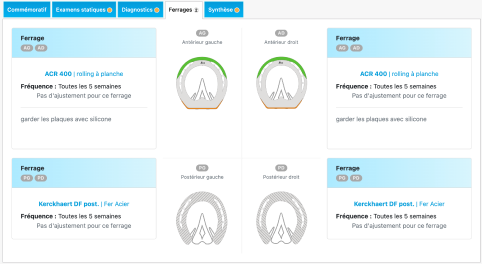 Commémoratif
Examens statiques
Diagnostics
Ferrages 2
Synthèse
Ferrage
AG AD
ACR 400 | rolling à planche
Fréquence : Toutes les 5 semaines
Pas d'ajustement pour ce ferrage
garder les plaques avec silicone
AG
Antérieur gauche
AD
Antérieur droit
Ferrage
AG AD
ACR 400 | rolling à planche
Fréquence : Toutes les 5 semaines
Pas d'ajustement pour ce ferrage
garder les plaques avec silicone
Ferrage
PG PD
Kerckhaert DF post. | Fer Acier
Fréquence : Toutes les 5 semaines
Pas d'ajustement pour ce ferrage
PG
Postérieur gauche
PD
Postérieur droit
Ferrage
PG PD
Kerckhaert DF post. | Fer Acier
Fréquence : Toutes les 5 semaines
Pas d'ajustement pour ce ferrage